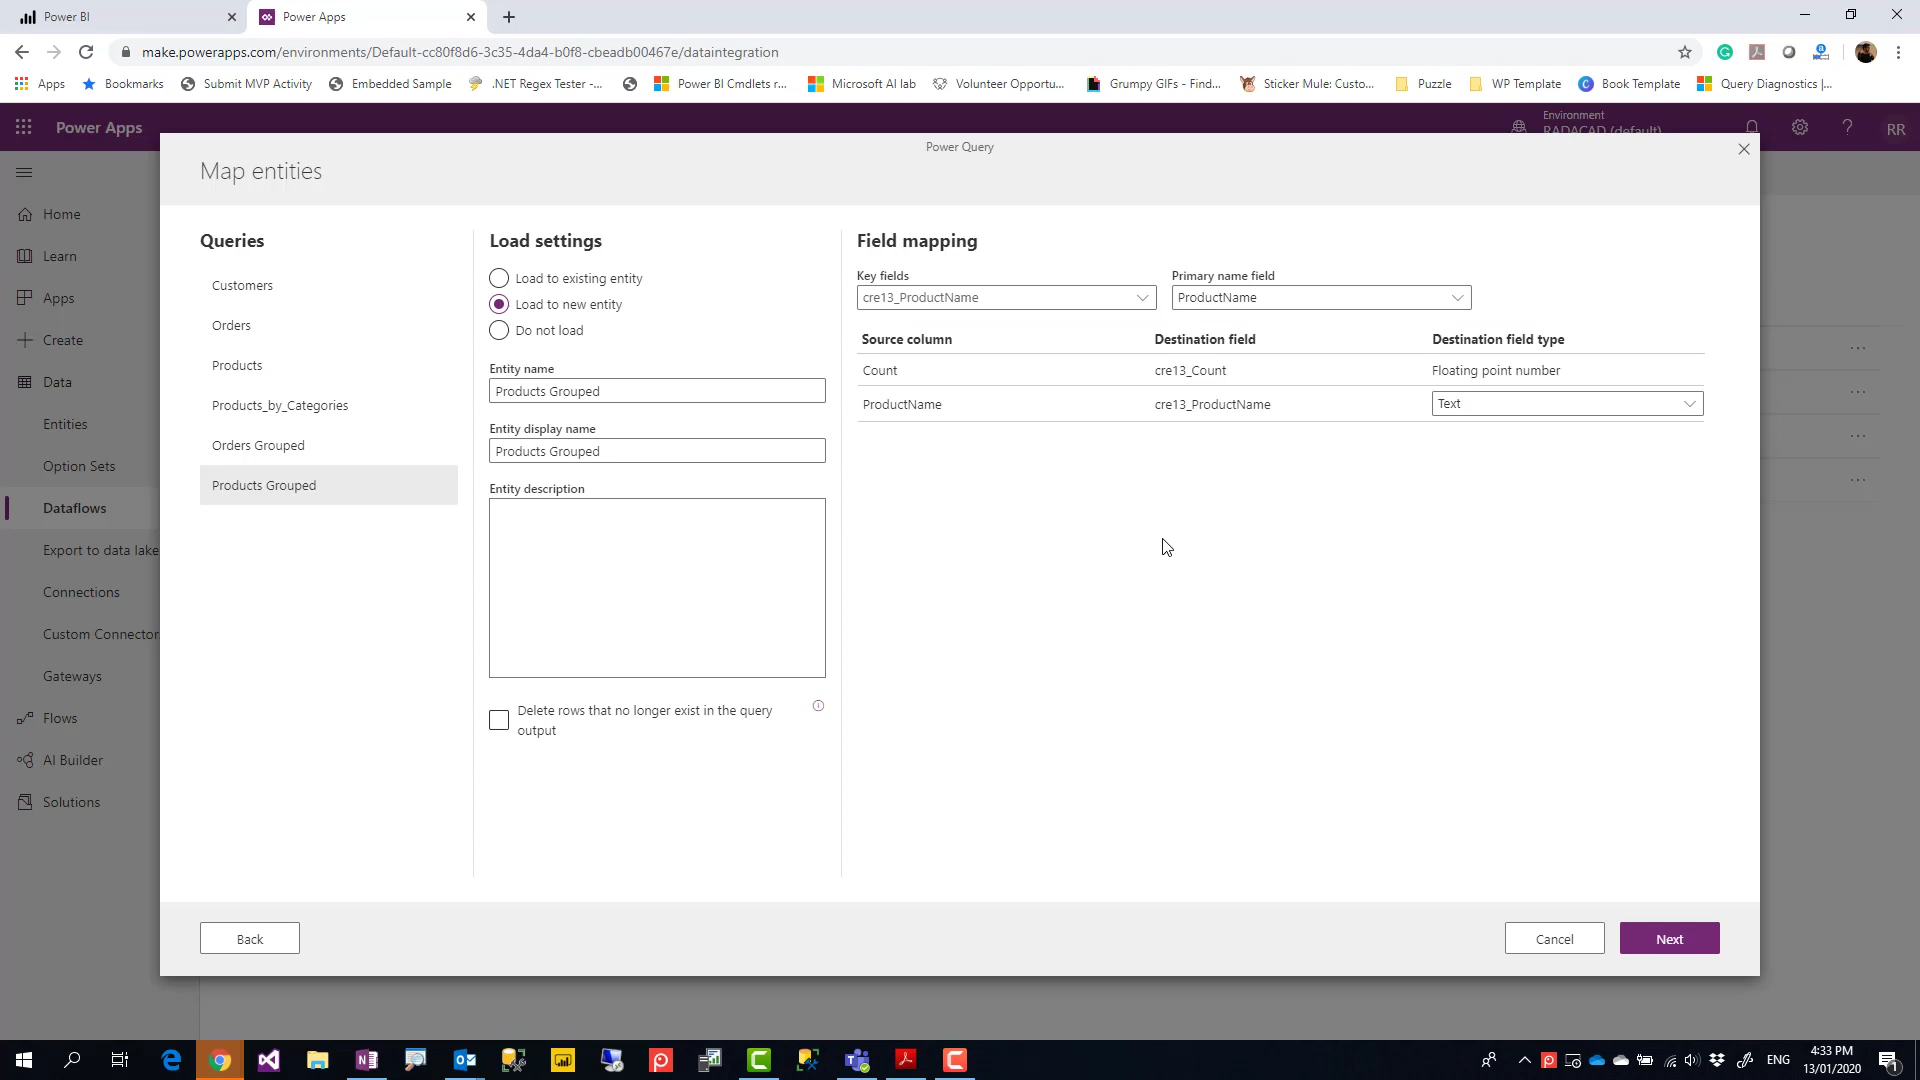 Power BI
Power Apps
make.powerapps.com/environments/Default-cc80f8d6-3c35-4da4-b0f8-cbeadb00467e/dataintegration
Apps
Bookmarks
Submit MVP Activity
Embedded Sample
.NET Regex Tester -...
Power BI Cmdlets r...
Microsoft AI lab
Volunteer Opportu...
Grumpy GIFs - Find...
Sticker Mule: Custo...
Puzzle
WP Template
Book Template
Query Diagnostics |...
Power Apps
Environment
RADACAD (default)
RR
Power Query
Map entities
Home
Learn
Apps
Create
Data
Entities
Option Sets
Dataflows
Export to data lake
Connections
Custom Connector
Gateways
Flows
AI Builder
Solutions
Queries
Customers
Orders
Products
Products_by_Categories
Orders Grouped
Products Grouped
Load settings
Load to existing entity
Load to new entity
Do not load
Entity name
Products Grouped
Entity display name
Products Grouped
Entity description
Delete rows that no longer exist in the query
output
Field mapping
Key fields
Primary name field
cre13_ProductName
ProductName
Source column
Destination field
Destination field type
Count
cre13_Count
Floating point number
ProductName
cre13_ProductName
Text
Back
Cancel
Next
ENG
4:33 PM
13/01/2020
1